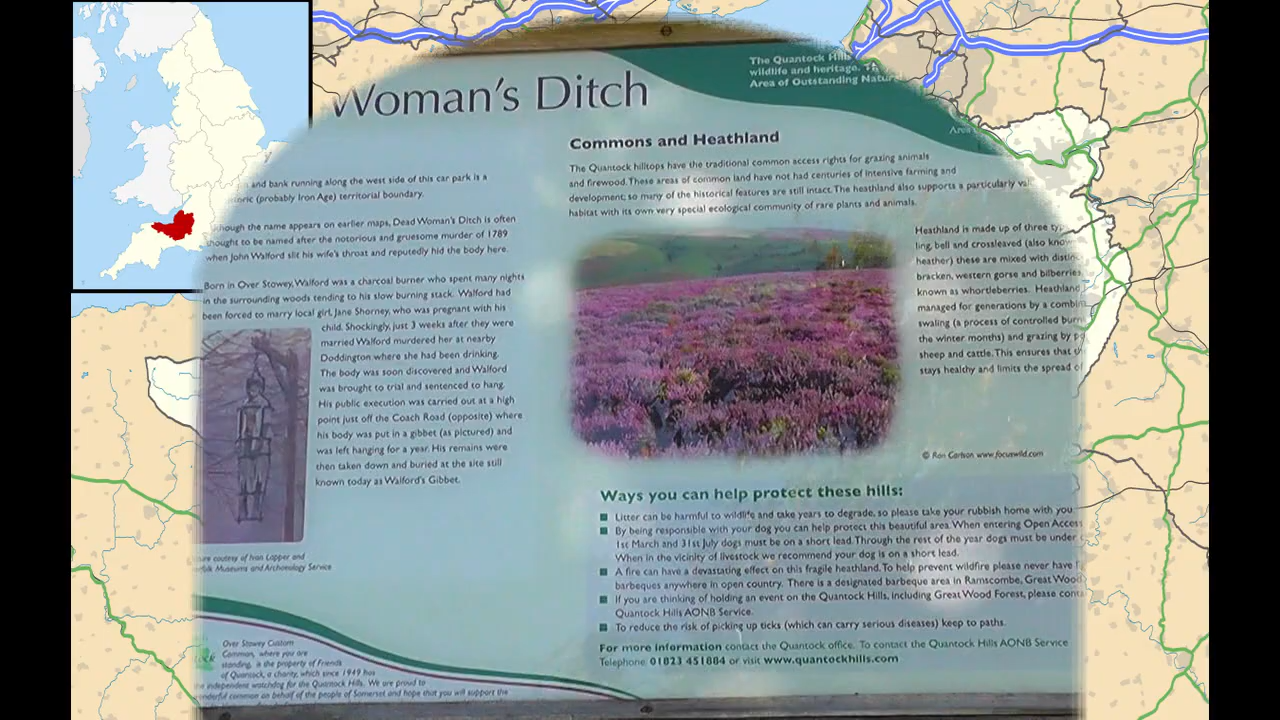 Woman's Ditch
The Quantock Hills
wildlife and heritage. Th
Area of Outstanding Natur
Area
and bank running along the west side of this car park is a
oric (probably Iron Age) territorial boundary.
hough the name appears on earlier maps, Dead Woman's Ditch is often
hought to be named after the notorious and gruesome murder of 1789
when John Walford slit his wife's throat and reputedly hid the body here.
Born in Over Stowey, Walford was a charcoal burner who spent many nights
in the surrounding woods tending to his slow burning stack. Walford had
been forced to marry local girl, Jane Shorney, who was pregnant with his
child. Shockingly, just 3 weeks after they were
married Walford murdered her at nearby
Doddington where she had been drinking.
The body was soon discovered and Walford
was brought to trial and sentenced to hang.
His public execution was carried out at a high
point just off the Coach Road (opposite) where
his body was put in a gibbet (as pictured) and
was left hanging for a year. His remains were
then taken down and buried at the site still
known today as Walford's Gibbet.
ure courtesy of Ivan Lapper and
rfolk Museums and Archaeology Service
Over Stowey Custom
Common, where you are
standing, is the property of Friends
of Quantock, a charity, which since 1949 has
independent watchdog for the Quantock Hills. We are proud to
onderful common on behalf of the people of Somerset and hope that you will support the
Commons and Heathland
The Quantock hilltops have the traditional common access rights for grazing animals
and firewood. These areas of common land have not had centuries of intensive farming and
development, so many of the historical features are still intact. The heathland also supports a particularly val
habitat with its own very special ecological community of rare plants and animals.
Heathland is made up of three typ
ling, bell and crossleaved (also know
heather) these are mixed with distinc
bracken, western gorse and bilberries
known as whortleberries. Heathland
managed for generations by a combin
swaling (a process of controlled burn
the winter months) and grazing by po
sheep and cattle. This ensures that th
stays healthy and limits the spread of
© Ron Carlson www.focuswild.com
Ways you can help protect these hills:
Litter can be harmful to wildlife and take years to degrade, so please take your rubbish home with you.
By being responsible with your dog you can help protect this beautiful area. When entering Open Access
1st March and 31st July dogs must be on a short lead. Through the rest of the year dogs must be under
When in the vicinity of livestock we recommend your dog is on a short lead.
A fire can have a devastating effect on this fragile heathland. To help prevent wildfire please never have f
barbeques anywhere in open country. There is a designated barbeque area in Ramscombe, Great Wood
If you are thinking of holding an event on the Quantock Hills, including Great Wood Forest, please conta
Quantock Hills AONB Service.
To reduce the risk of picking up ticks (which can carry serious diseases) keep to paths.
For more information contact the Quantock office. To contact the Quantock Hills AONB Service
Telephone 01823 451884 or visit www.quantockhills.com